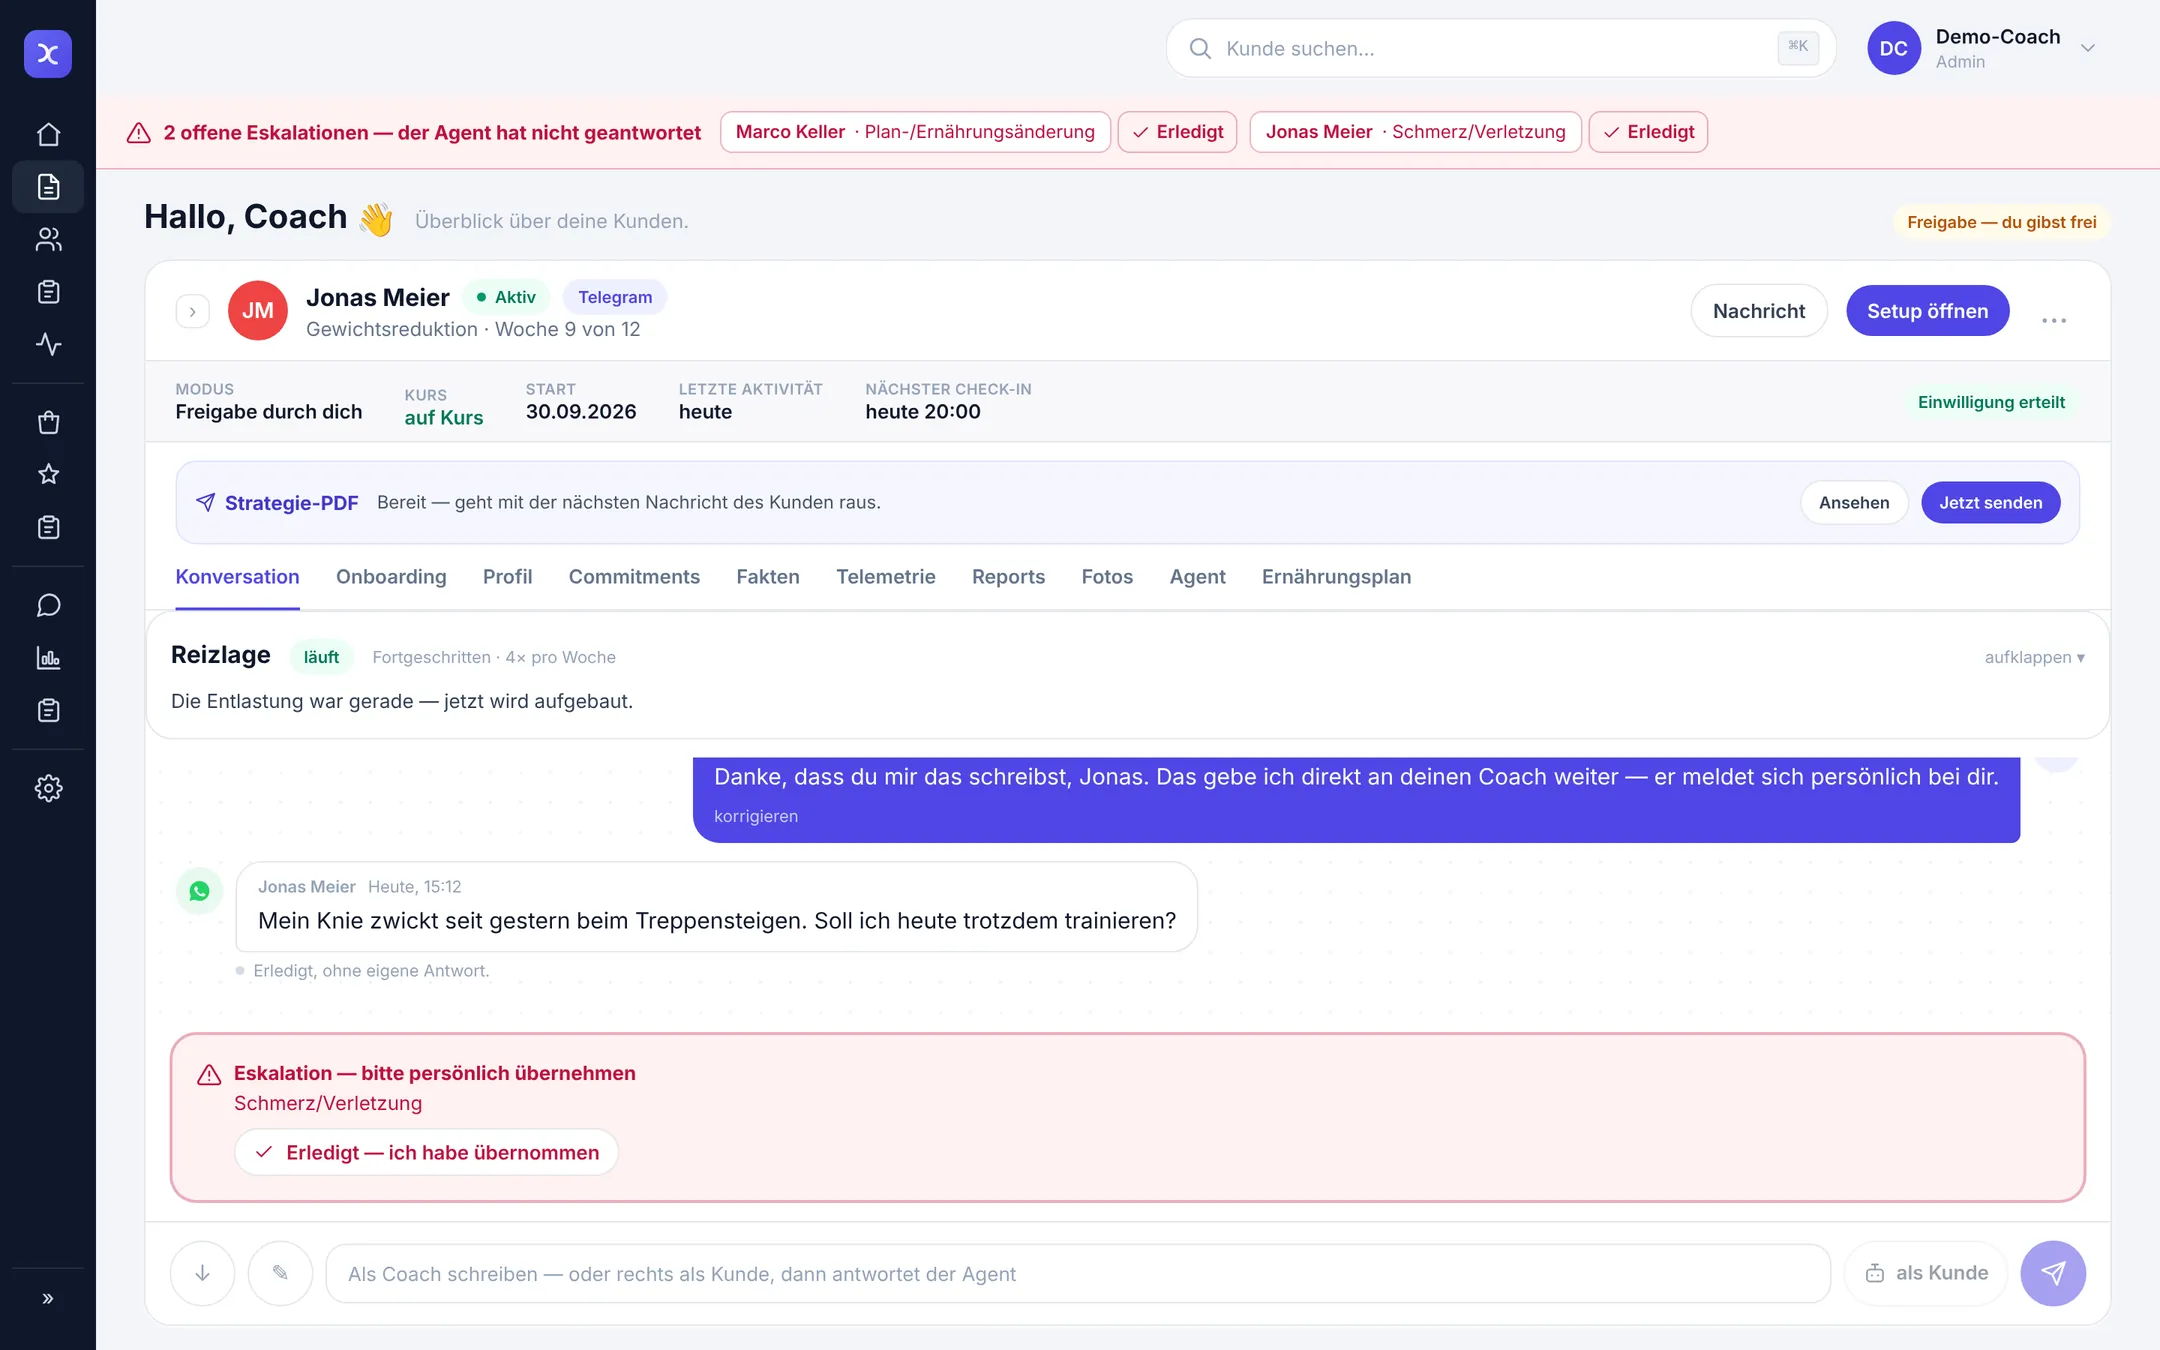 Kunde suchen...
⌘K
DC
Demo-Coach
Admin
2 offene Eskalationen — der Agent hat nicht geantwortet
Marco Keller · Plan-/Ernährungsänderung
Erledigt
Jonas Meier · Schmerz/Verletzung
Erledigt
Hallo, Coach 👋
Überblick über deine Kunden.
Freigabe — du gibst frei
JM
Jonas Meier
Aktiv
Telegram
Gewichtsreduktion · Woche 9 von 12
Nachricht
Setup öffnen
...
MODUS
Freigabe durch dich
KURS
auf Kurs
START
30.09.2026
LETZTE AKTIVITÄT
heute
NÄCHSTER CHECK-IN
heute 20:00
Einwilligung erteilt
Strategie-PDF
Bereit — geht mit der nächsten Nachricht des Kunden raus.
Ansehen
Jetzt senden
Konversation
Onboarding
Profil
Commitments
Fakten
Telemetrie
Reports
Fotos
Agent
Ernährungsplan
Reizlage
läuft
Fortgeschritten · 4× pro Woche
aufklappen ▾
Die Entlastung war gerade — jetzt wird aufgebaut.
Danke, dass du mir das schreibst, Jonas. Das gebe ich direkt an deinen Coach weiter — er meldet sich persönlich bei dir.
korrigieren
Jonas Meier Heute, 15:12
Mein Knie zwickt seit gestern beim Treppensteigen. Soll ich heute trotzdem trainieren?
Erledigt, ohne eigene Antwort.
Eskalation — bitte persönlich übernehmen
Schmerz/Verletzung
Erledigt — ich habe übernommen
Als Coach schreiben — oder rechts als Kunde, dann antwortet der Agent
als Kunde